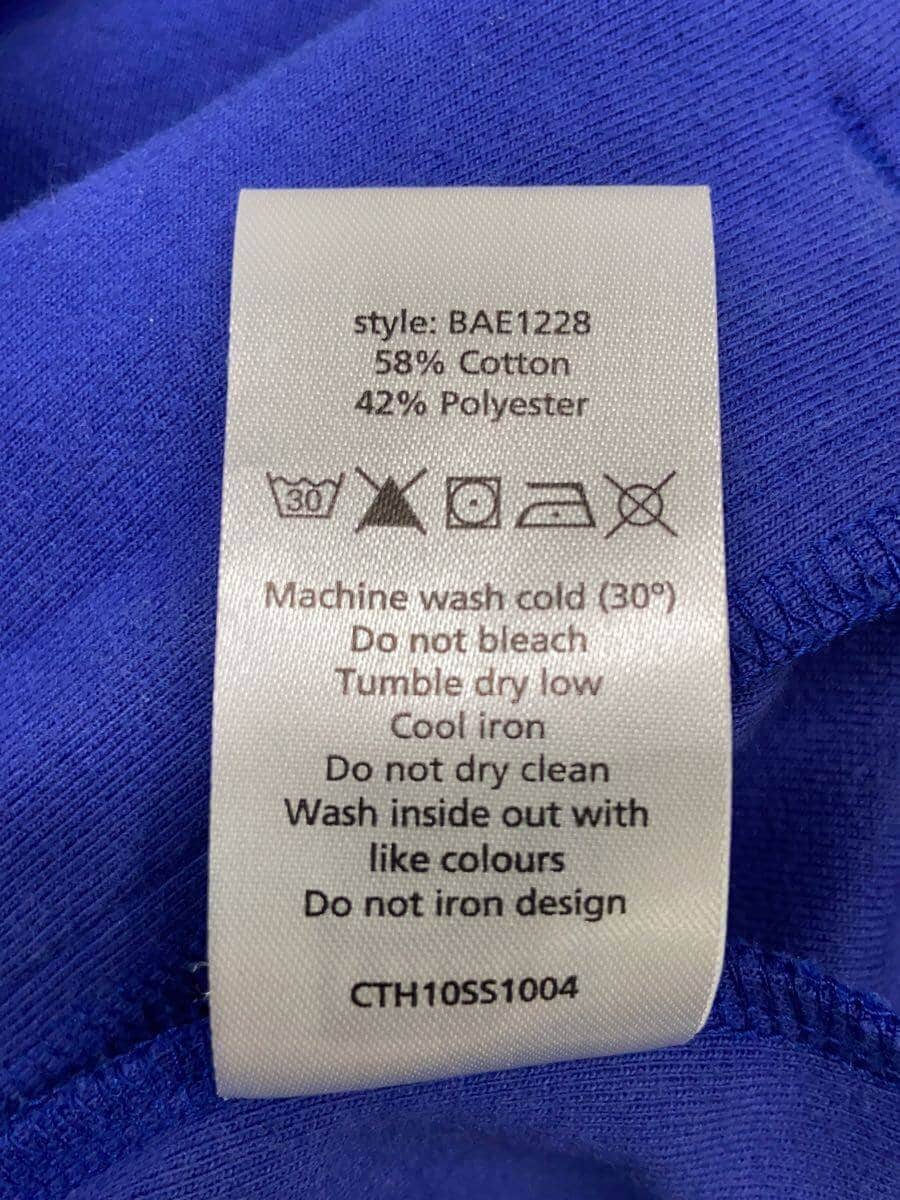 style: BAE1228
58% Cotton
42% Polyester
30
Machine wash cold (30º)
Do not bleach
Tumble dry low
Cool iron
Do not dry clean
Wash inside out with
like colours
Do not iron design
CTH10SS1004